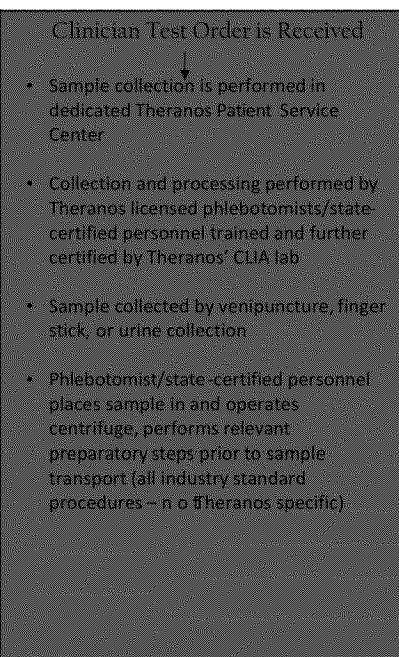 Clinician Test Order is Received
• Sample collection is performed in
dedicated Theranos Patient Service
Center
• Collection and processing performed by
Theranos licensed phlebotomists/state-
certified personnel trained and further
certified by Theranos’ CLIA lab
• Sample collected by venipuncture, finger
stick, or urine collection
• Phlebotomist/state-certified personnel
places sample in and operates
centrifuge, performs relevant
preparatory steps prior to sample
transport (all industry standard
procedures – n o t Theranos specific)